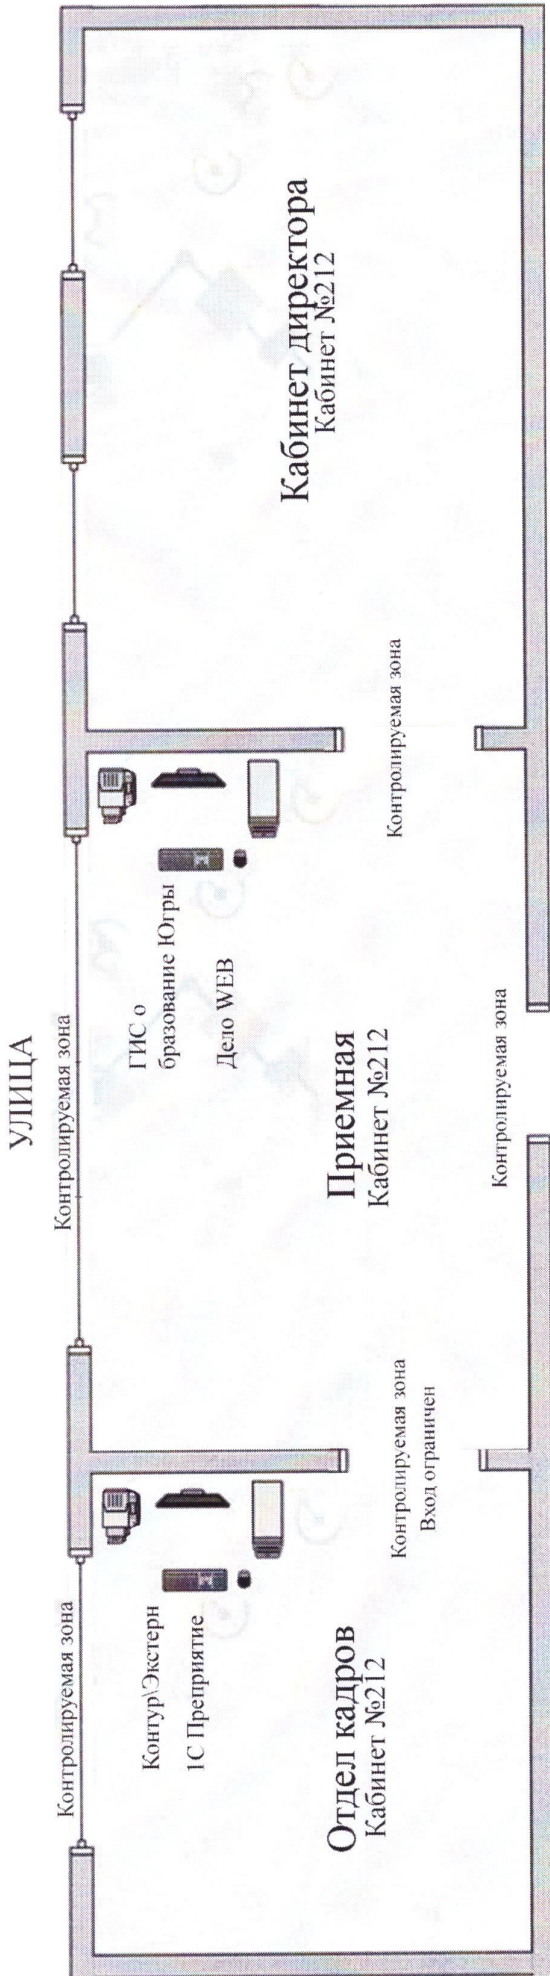 УЛИЦА
Контролируемая зона
Контролируемая зона
Контур\Экстерн
1С Преприятие
ГИС о
бразование Югры
Дело WEB
Отдел кадров
Кабинет №212
Приемная
Кабинет №212
Кабинет директора
Кабинет №212
Контролируемая зона
Вход ограничен
Контролируемая зона
Контролируемая зона